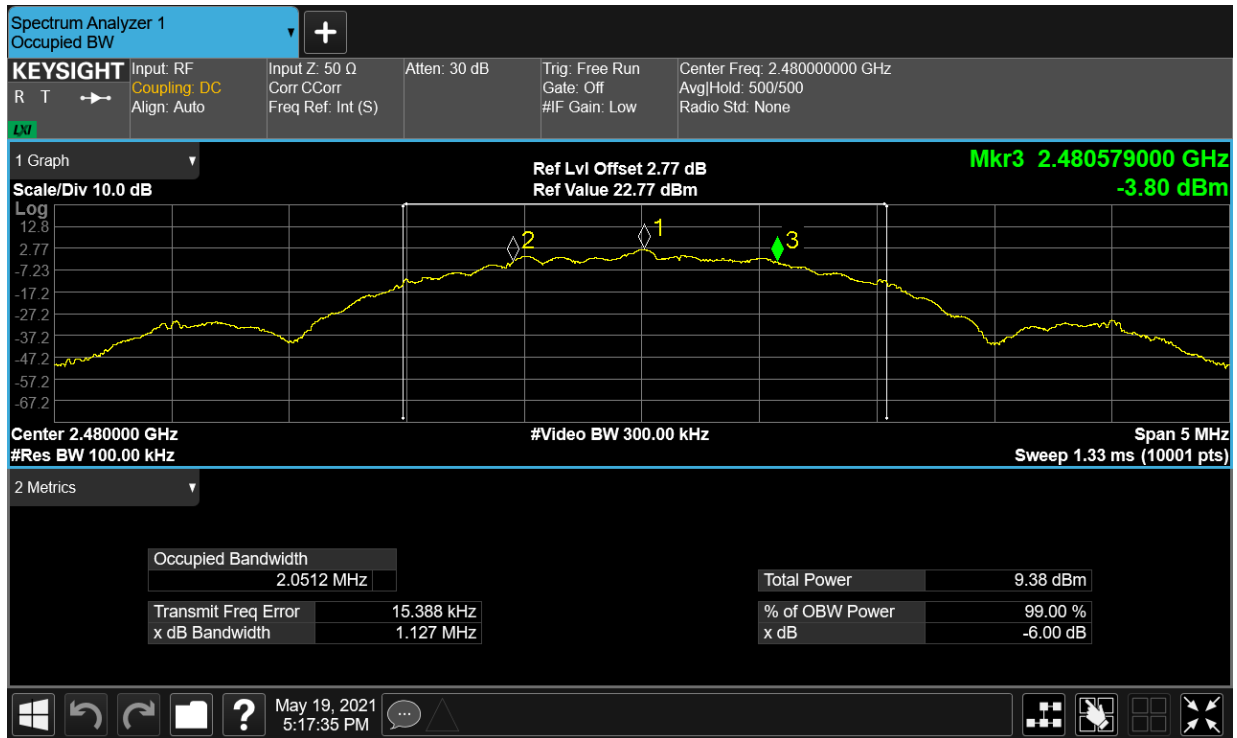 Spectrum Analyzer 1
Occupied BW
KEYSIGHT
R T
LXI
Input: RF
Coupling: DC
Align: Auto
Input Z: 50 Ω
Corr CCorr
Freq Ref: Int (S)
Atten: 30 dB
Trig: Free Run
Gate: Off
#IF Gain: Low
Center Freq: 2.480000000 GHz
Avg|Hold: 500/500
Radio Std: None
1 Graph
Scale/Div 10.0 dB
Ref Lvl Offset 2.77 dB
Ref Value 22.77 dBm
Mkr3 2.480579000 GHz
-3.80 dBm
Log
12.8
2.77
-7.23
-17.2
-27.2
-37.2
-47.2
-57.2
-67.2
2
1
3
Center 2.480000 GHz
#Video BW 300.00 kHz
Span 5 MHz
#Res BW 100.00 kHz
Sweep 1.33 ms (10001 pts)
2 Metrics
Occupied Bandwidth
2.0512 MHz
Total Power 9.38 dBm
Transmit Freq Error 15.388 kHz
% of OBW Power 99.00 %
x dB Bandwidth 1.127 MHz
x dB -6.00 dB
?
May 19, 2021
5:17:35 PM